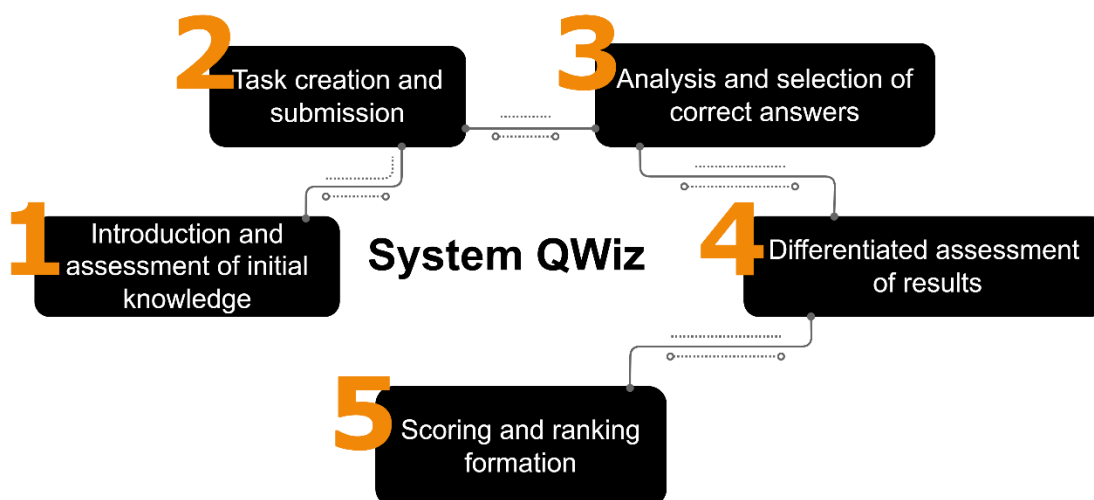 1
Introduction and
assessment of initial
knowledge
2
Task creation and
submission
3
Analysis and selection of
correct answers
System QWiz
4
Differentiated assessment
of results
5
Scoring and ranking
formation